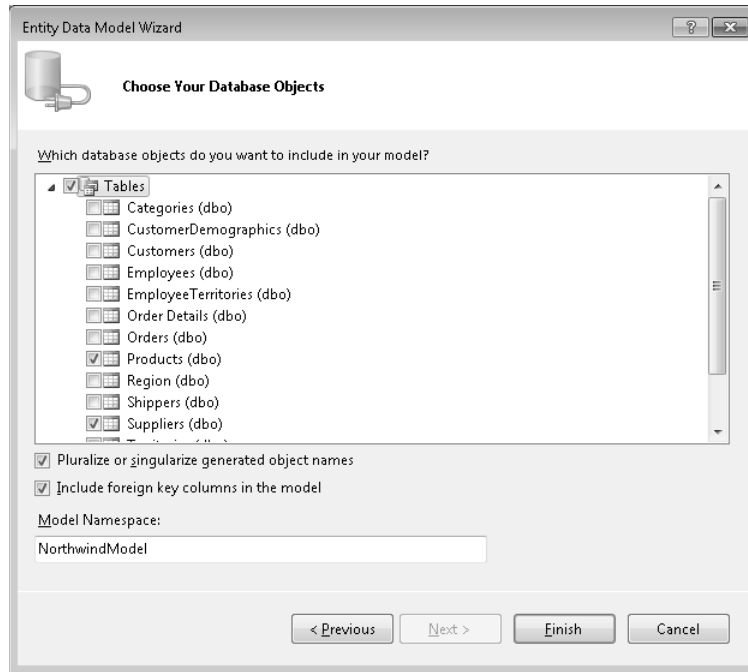 Entity Data Model Wizard
Choose Your Database Objects
Which database objects do you want to include in your model?
Tables
Categories (dbo)
CustomerDemographics (dbo)
Customers (dbo)
Employees (dbo)
EmployeeTerritories (dbo)
Order Details (dbo)
Orders (dbo)
Products (dbo)
Region (dbo)
Shippers (dbo)
Suppliers (dbo)
Pluralize or singularize generated object names
Include foreign key columns in the model
Model Namespace:
NorthwindModel
< Previous Next > Finish Cancel